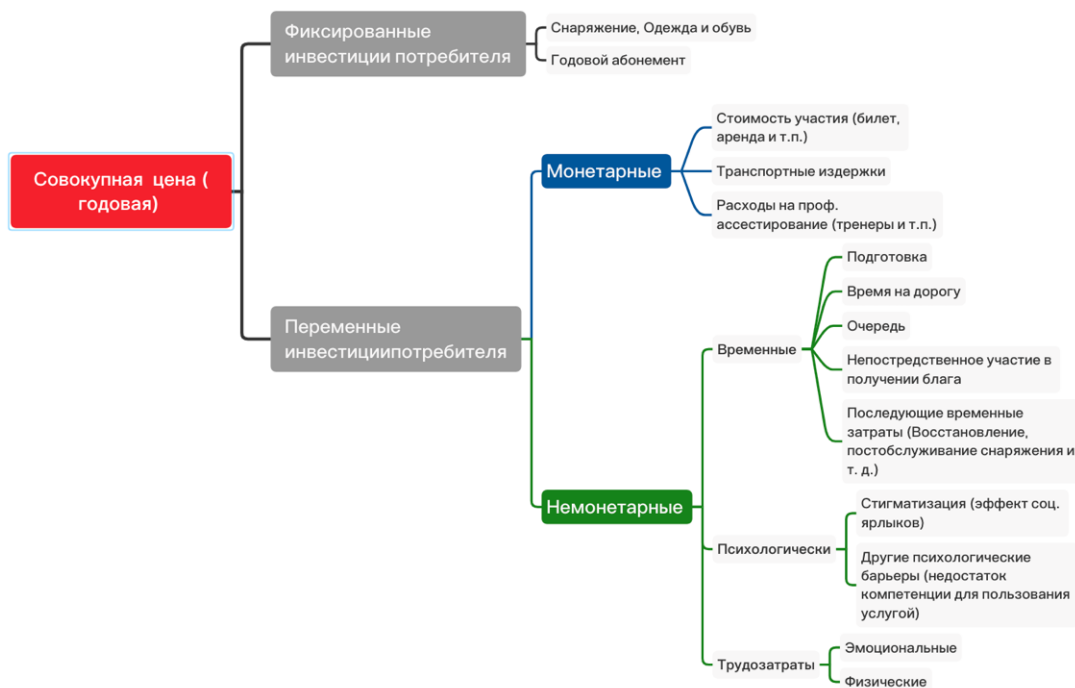 Фиксированные
инвестиции потребителя
Снаряжение, Одежда и обувь
Годовой абонемент
Совокупная цена (
годовая)
Переменные
инвестициипотребителя
Монетарные
Стоимость участия (билет,
аренда и т.п.)
Транспортные издержки
Расходы на проф.
ассестирование (тренеры и т.п.)
Немонетарные
Временные
Подготовка
Время на дорогу
Очередь
Непостредственное участие в
получении блага
Последующие временные
затраты (Восстановление,
постобслуживание снаряжения и
т. д.)
Психологически
Стигматизация (эффект соц.
ярлыков)
Другие психологические
барьеры (недостаток
компетенции для пользования
услугой)
Трудозатраты
Эмоциональные
Физические